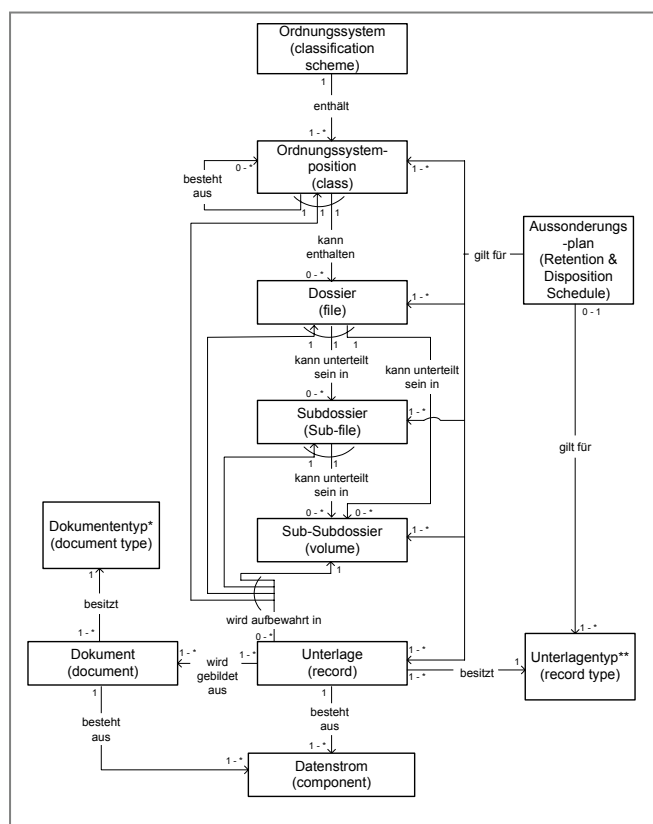 Ordnungssystem
(classification
scheme)
1
enthält
1 - *
Ordnungssystem-
position
(class)
0 - *
1 - *
besteht
aus
1
1
1
kann
enthalten
0 - *
gilt für
Aussonderungs
-plan
(Retention &
Disposition
Schedule)
0 - 1
Dossier
(file)
1 - *
1
1
1
kann unterteilt
sein in
kann unterteilt
sein in
0 - *
Subdossier
(Sub-file)
1 - *
1
1
kann unterteilt
sein in
gilt für
0 - *
0 - *
Sub-Subdossier
(volume)
1 - *
1
Dokumententyp*
(document type)
1
besitzt
wird aufbewahrt in
0 - *
1 - *
1 - *
Dokument
(document)
1 - *
wird
gebildet
aus
1 - *
Unterlage
(record)
1 - *
1 - *
besitzt
1
Unterlagentyp**
(record type)
1
besteht
aus
1
besteht
aus
1 - *
1 - *
Datenstrom
(component)